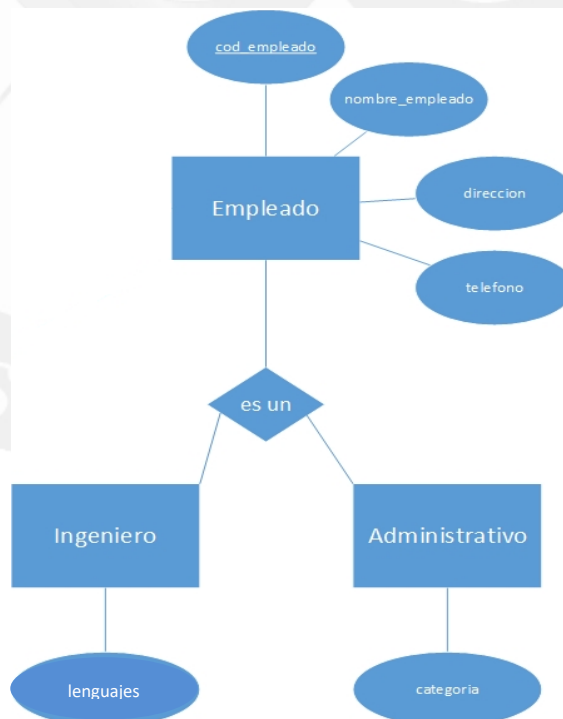 cod_empleado
nombre_empleado
Empleado
direccion
telefono
es un
Ingeniero
Administrativo
lenguajes
categoria